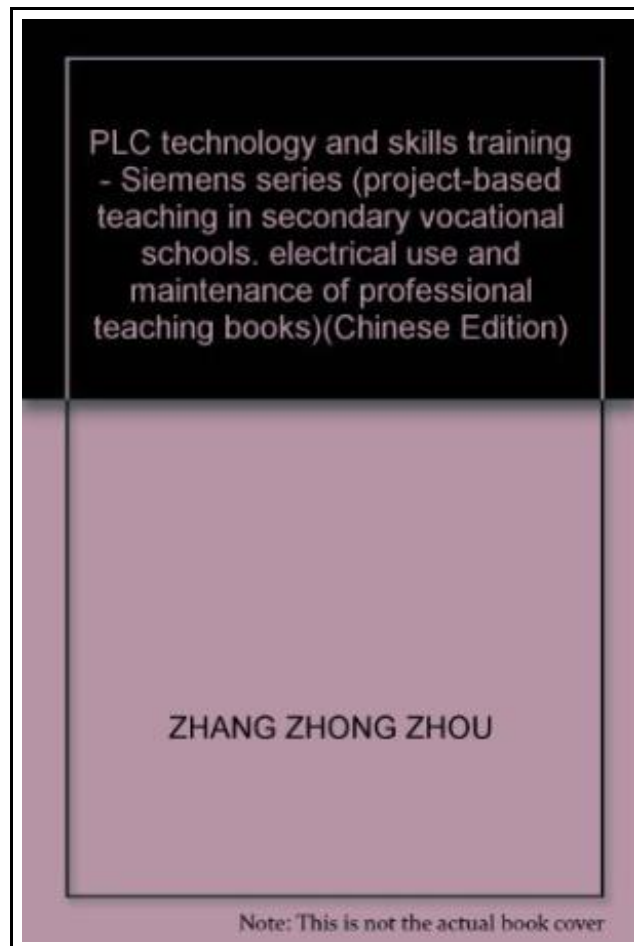 PLC technology and skills training
- Siemens series (project-based
teaching in secondary vocational
schools. electrical use and
maintenance of professional
teaching books)(Chinese Edition)
ZHANG ZHONG ZHOU
Note: This is not the actual book cover